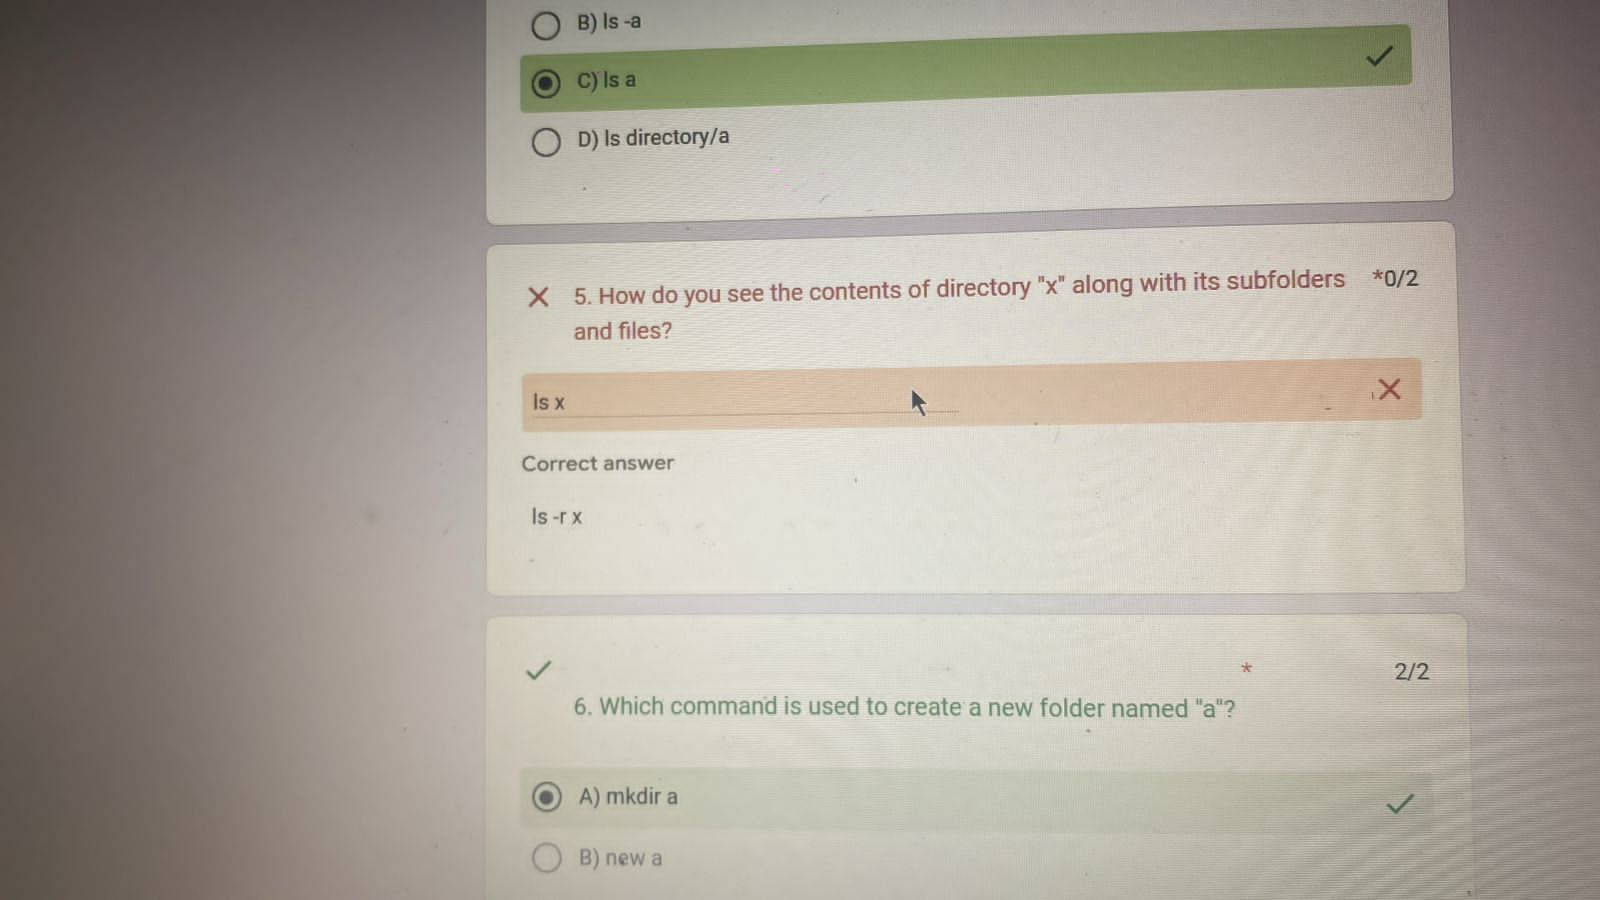 B) ls -a
C) ls a
D) ls directory/a
5. How do you see the contents of directory "x" along with its subfolders *0/2
and files?
ls x
Correct answer
ls -r x
* 2/2
6. Which command is used to create a new folder named "a"?
A) mkdir a
B) new a